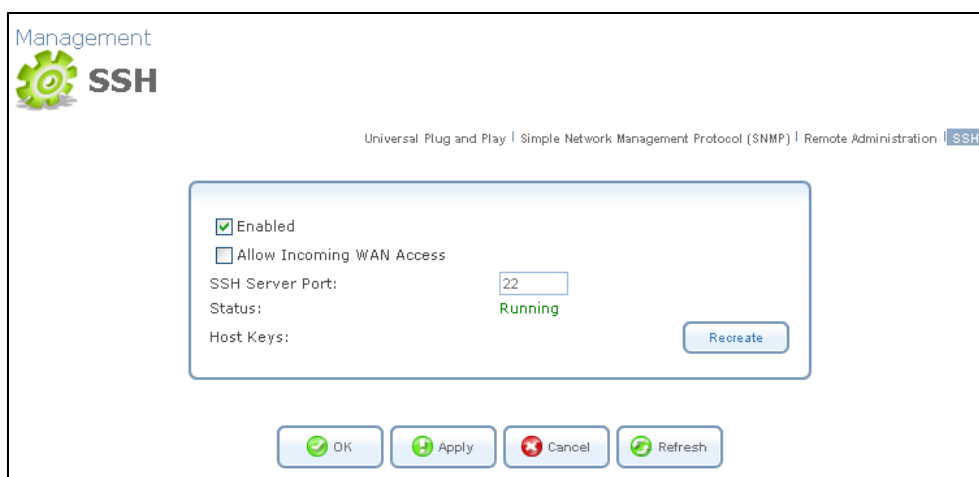 Management
SSH
Universal Plug and Play | Simple Network Management Protocol (SNMP) | Remote Administration | SSH
Enabled
Allow Incoming WAN Access
SSH Server Port: 22
Status: Running
Host Keys: Recreate
OK Apply Cancel Refresh